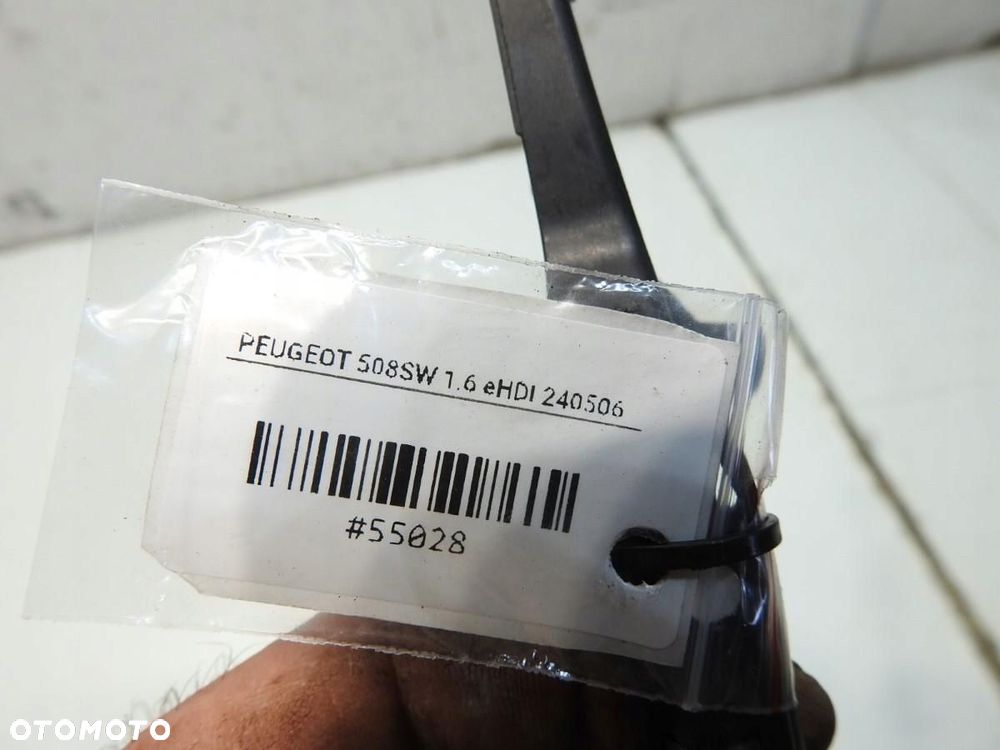 PEUGEOT 508SW 1.6 eHDI 240506
#55028
OTOMOTO